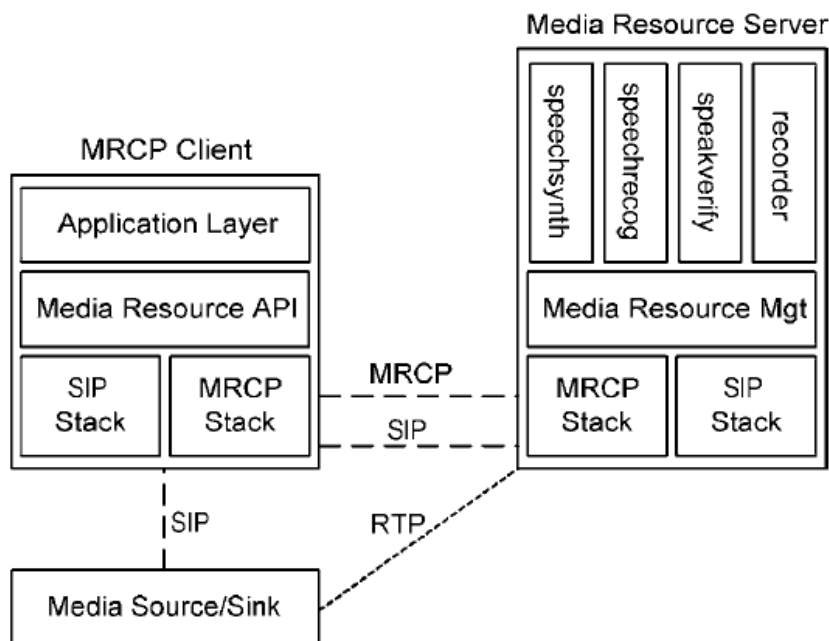 Media Resource Server
speechsynth
speechrecog
speakverify
recorder
MRCP Client
Application Layer
Media Resource API
Media Resource Mgt
SIP
Stack
MRCP
Stack
MRCP
SIP
MRCP
Stack
SIP
Stack
SIP
RTP
Media Source/Sink